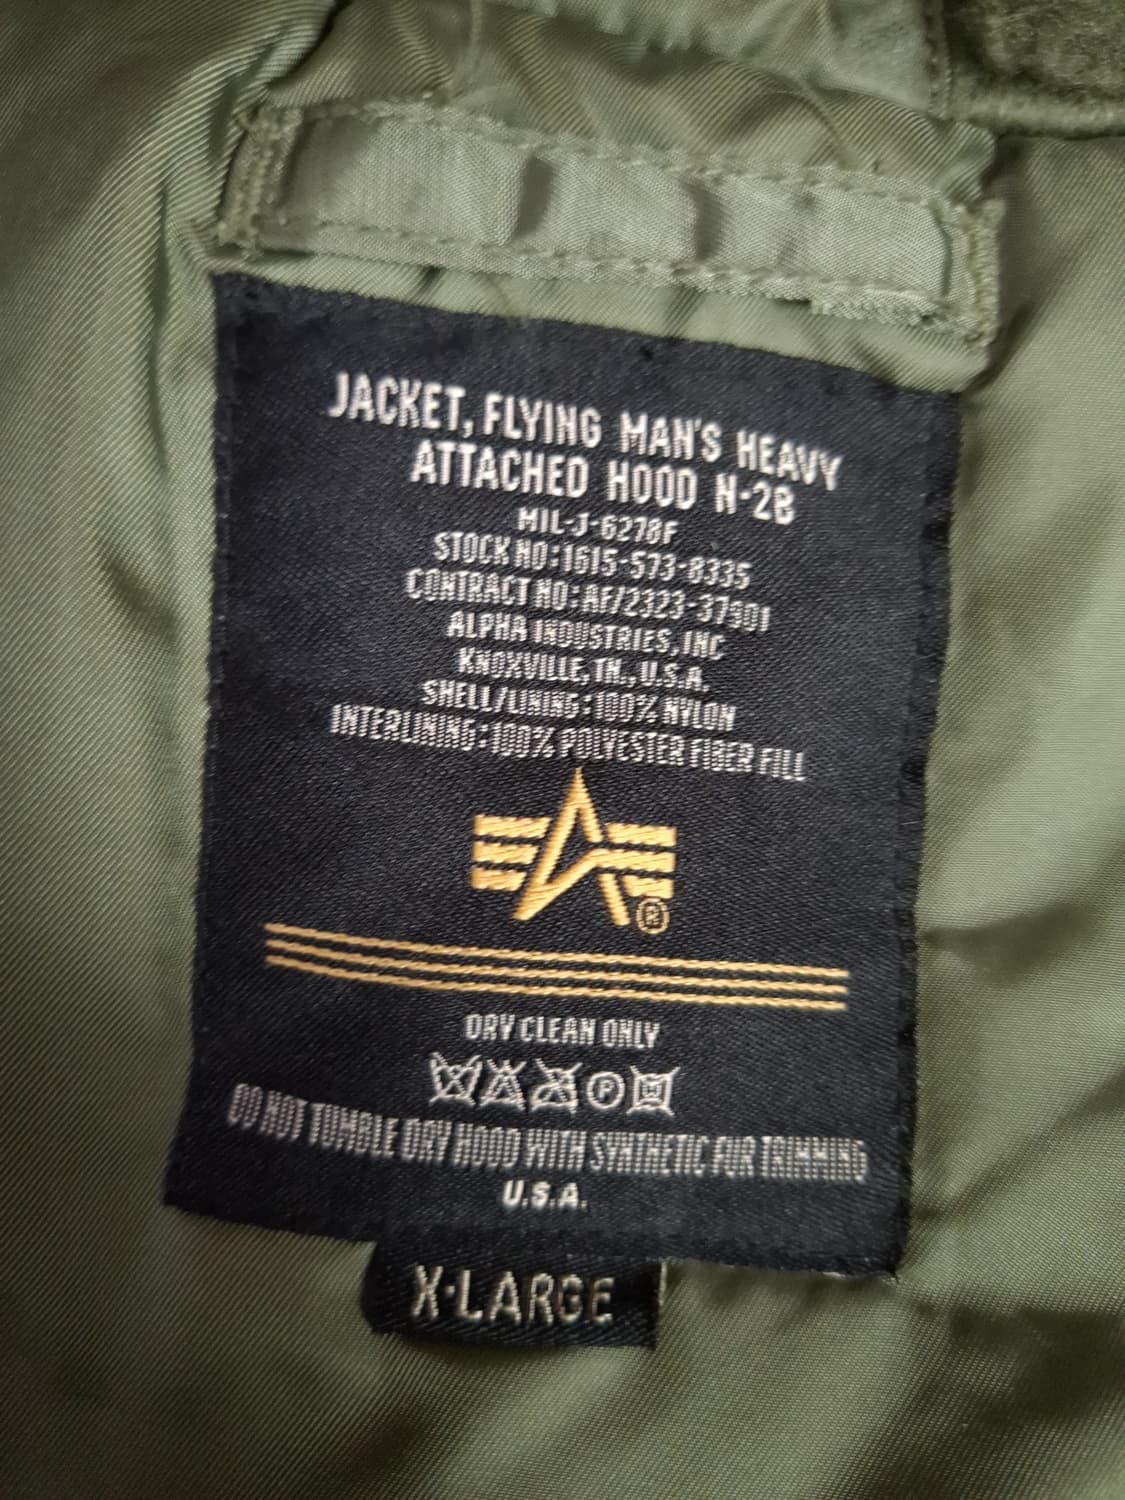 JACKET, FLYING MAN'S HEAVY
ATTACHED HOOD N-2B
MIL-J-6278F
STOCK NO: 1615-573-8335
CONTRACT NO: AF/2323-37901
ALPHA INDUSTRIES, INC
KNOXVILLE, TN., U.S.A.
SHELL/LINING: 100% NYLON
INTERLINING: 100% POLYESTER FIBER FILL
®
DRY CLEAN ONLY
P
DO NOT TUMBLE DRY HOOD WITH SYNTHETIC FUR TRIMMING
U.S.A.
X-LARGE